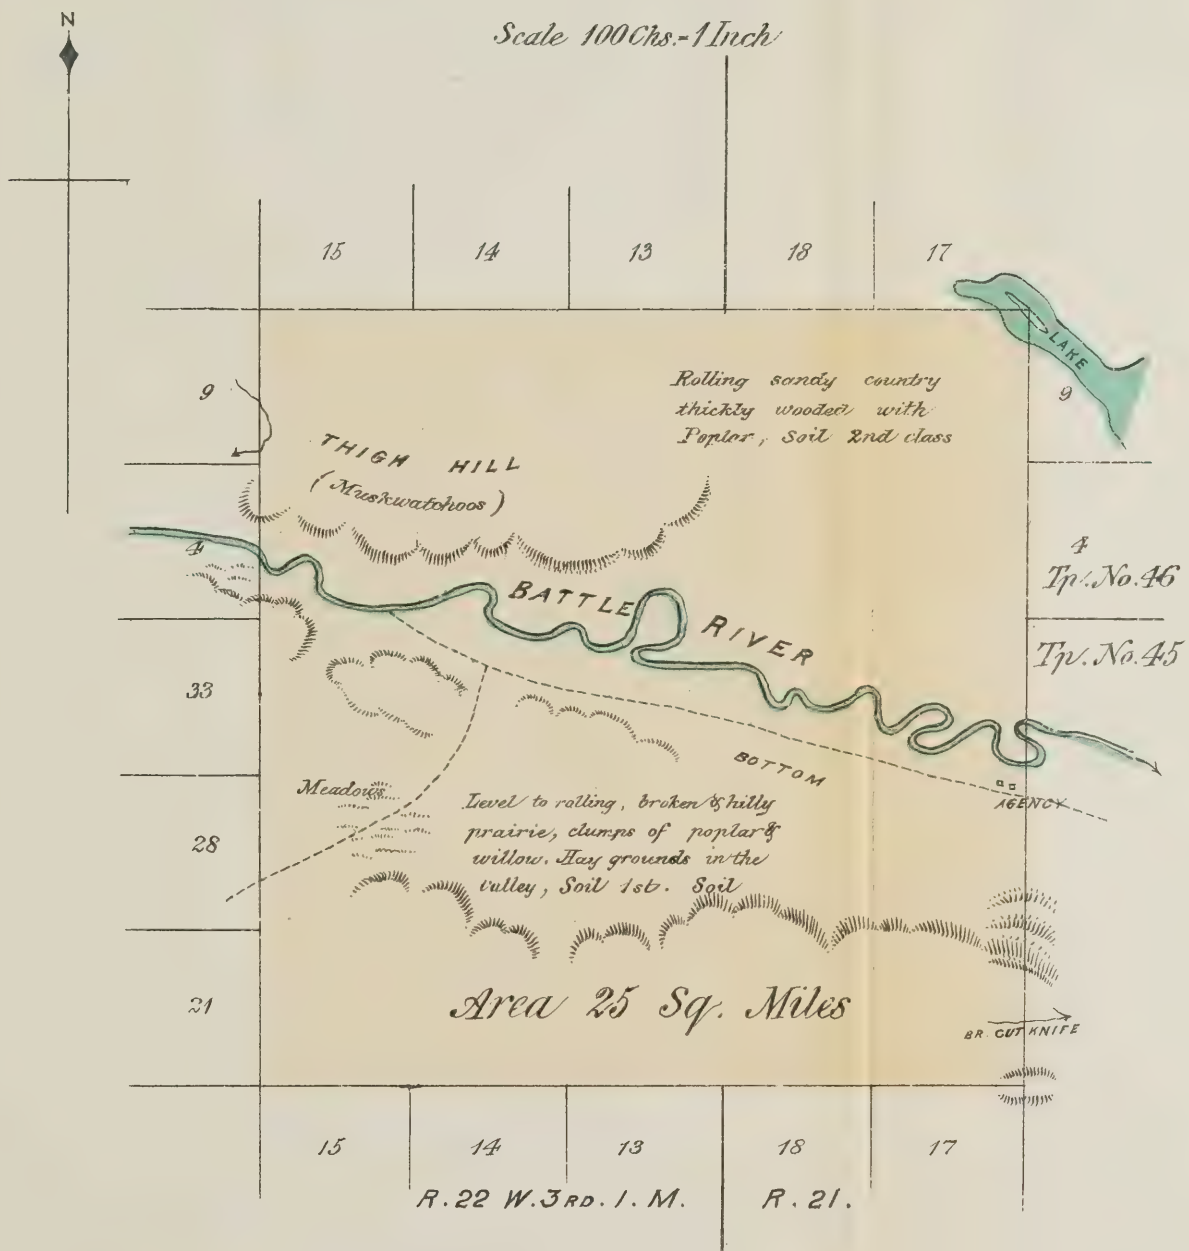 N
Scale 100 Chs.=1 Inch
15 14 13 18 17
LAKE
9
9
Rolling sandy country
thickly wooded with
Poplar, Soil 2nd class
THIGH HILL
(Muskwatchoos)
4
4
Tp. No. 46
BATTLE RIVER
Tp. No. 45
33
BOTTOM
Meadows
AGENCY
Level to rolling, broken & hilly
prairie, clumps of poplar &
willow. Hay grounds in the
valley, Soil 1st. Soil
28
21
Area 25 Sq. Miles
BR. CUT KNIFE
15 14 13 18 17
R. 22 W. 3RD. I. M. R. 21.